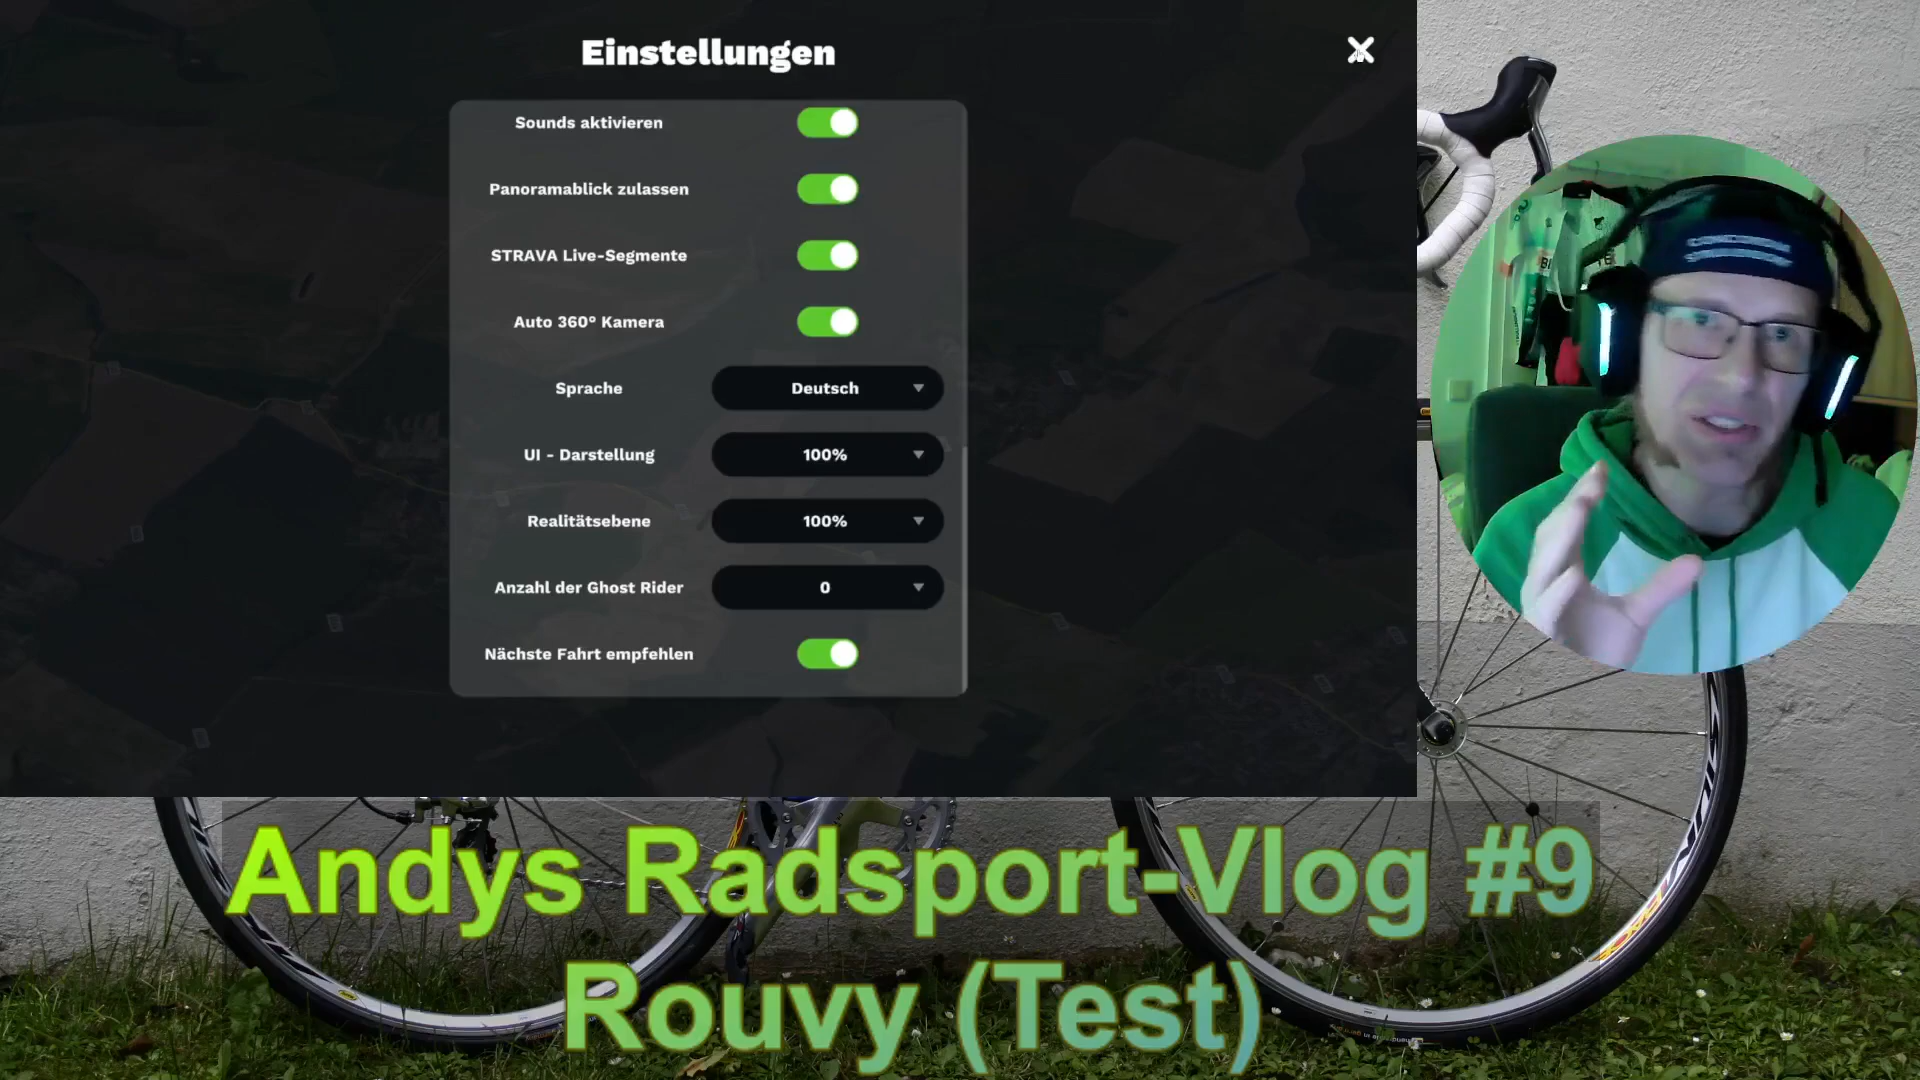 Einstellungen
Sounds aktivieren
Panoramablick zulassen
STRAVA Live-Segmente
Auto 360° Kamera
Sprache Deutsch
UI - Darstellung 100%
Realitätsebene 100%
Anzahl der Ghost Rider 0
Nächste Fahrt empfehlen
Andys Radsport-Vlog #9
Rouvy (Test)